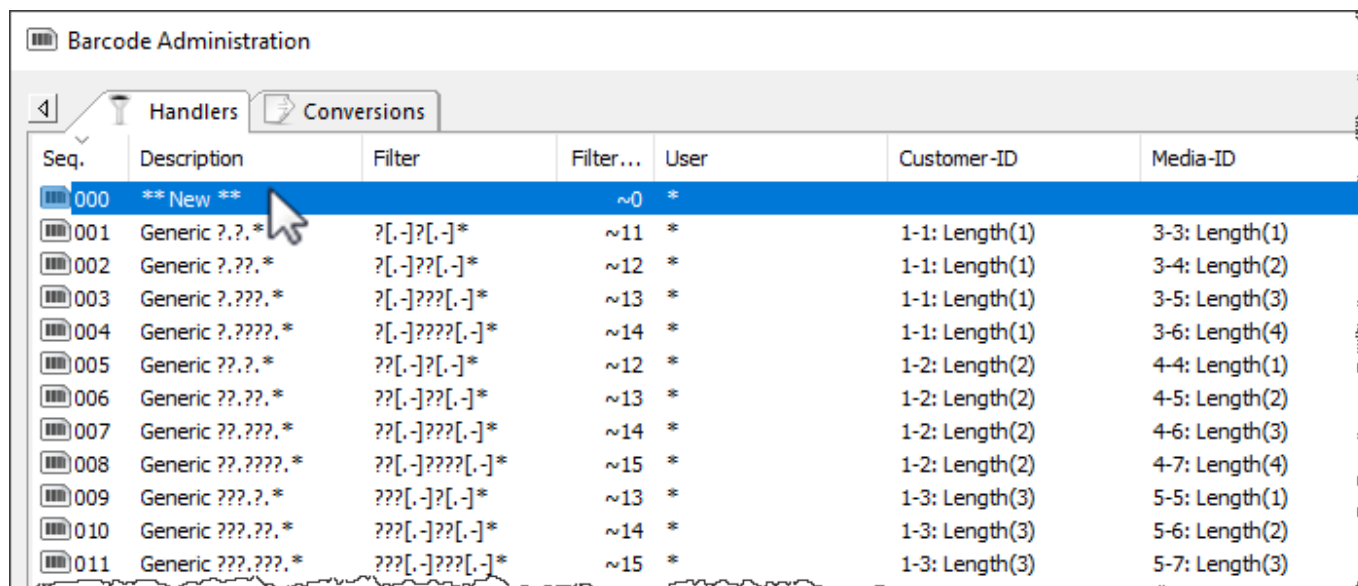 Barcode Administration
Handlers Conversions
Seq. Description Filter Filter... User Customer-ID Media-ID
000 ** New ** ~0 *
001 Generic ?.?.* ?[.-]?[.-]* ~11 * 1-1: Length(1) 3-3: Length(1)
002 Generic ?.??.* ?[.-]??[.-]* ~12 * 1-1: Length(1) 3-4: Length(2)
003 Generic ?.???.* ?[.-]???[.-]* ~13 * 1-1: Length(1) 3-5: Length(3)
004 Generic ?.????.* ?[.-]????[.-]* ~14 * 1-1: Length(1) 3-6: Length(4)
005 Generic ??.?.* ??[.-]?[.-]* ~12 * 1-2: Length(2) 4-4: Length(1)
006 Generic ??.??.* ??[.-]??[.-]* ~13 * 1-2: Length(2) 4-5: Length(2)
007 Generic ??.???.* ??[.-]???[.-]* ~14 * 1-2: Length(2) 4-6: Length(3)
008 Generic ??.????.* ??[.-]????[.-]* ~15 * 1-2: Length(2) 4-7: Length(4)
009 Generic ???.?.* ???[.-]?[.-]* ~13 * 1-3: Length(3) 5-5: Length(1)
010 Generic ???.??.* ???[.-]??[.-]* ~14 * 1-3: Length(3) 5-6: Length(2)
011 Generic ???.???.* ???[.-]???[.-]* ~15 * 1-3: Length(3) 5-7: Length(3)